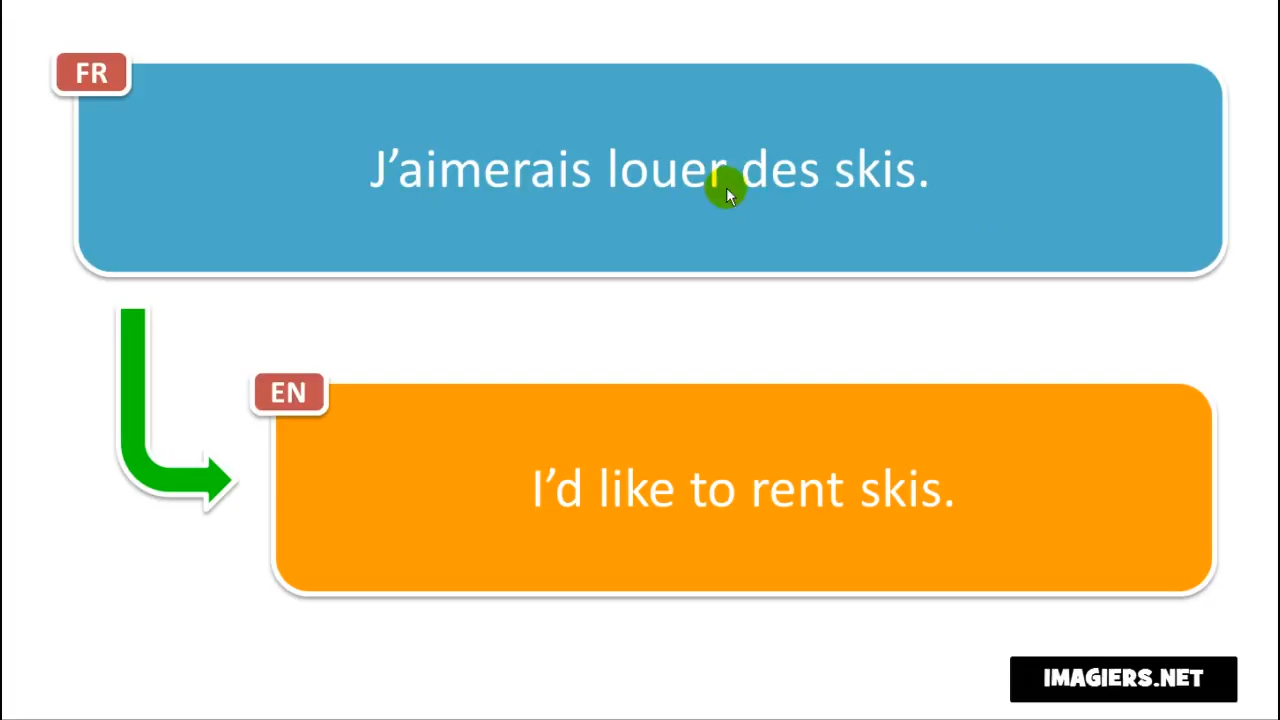 FR
J’aimerais louer des skis.
EN
I’d like to rent skis.
IMAGIERS.NET